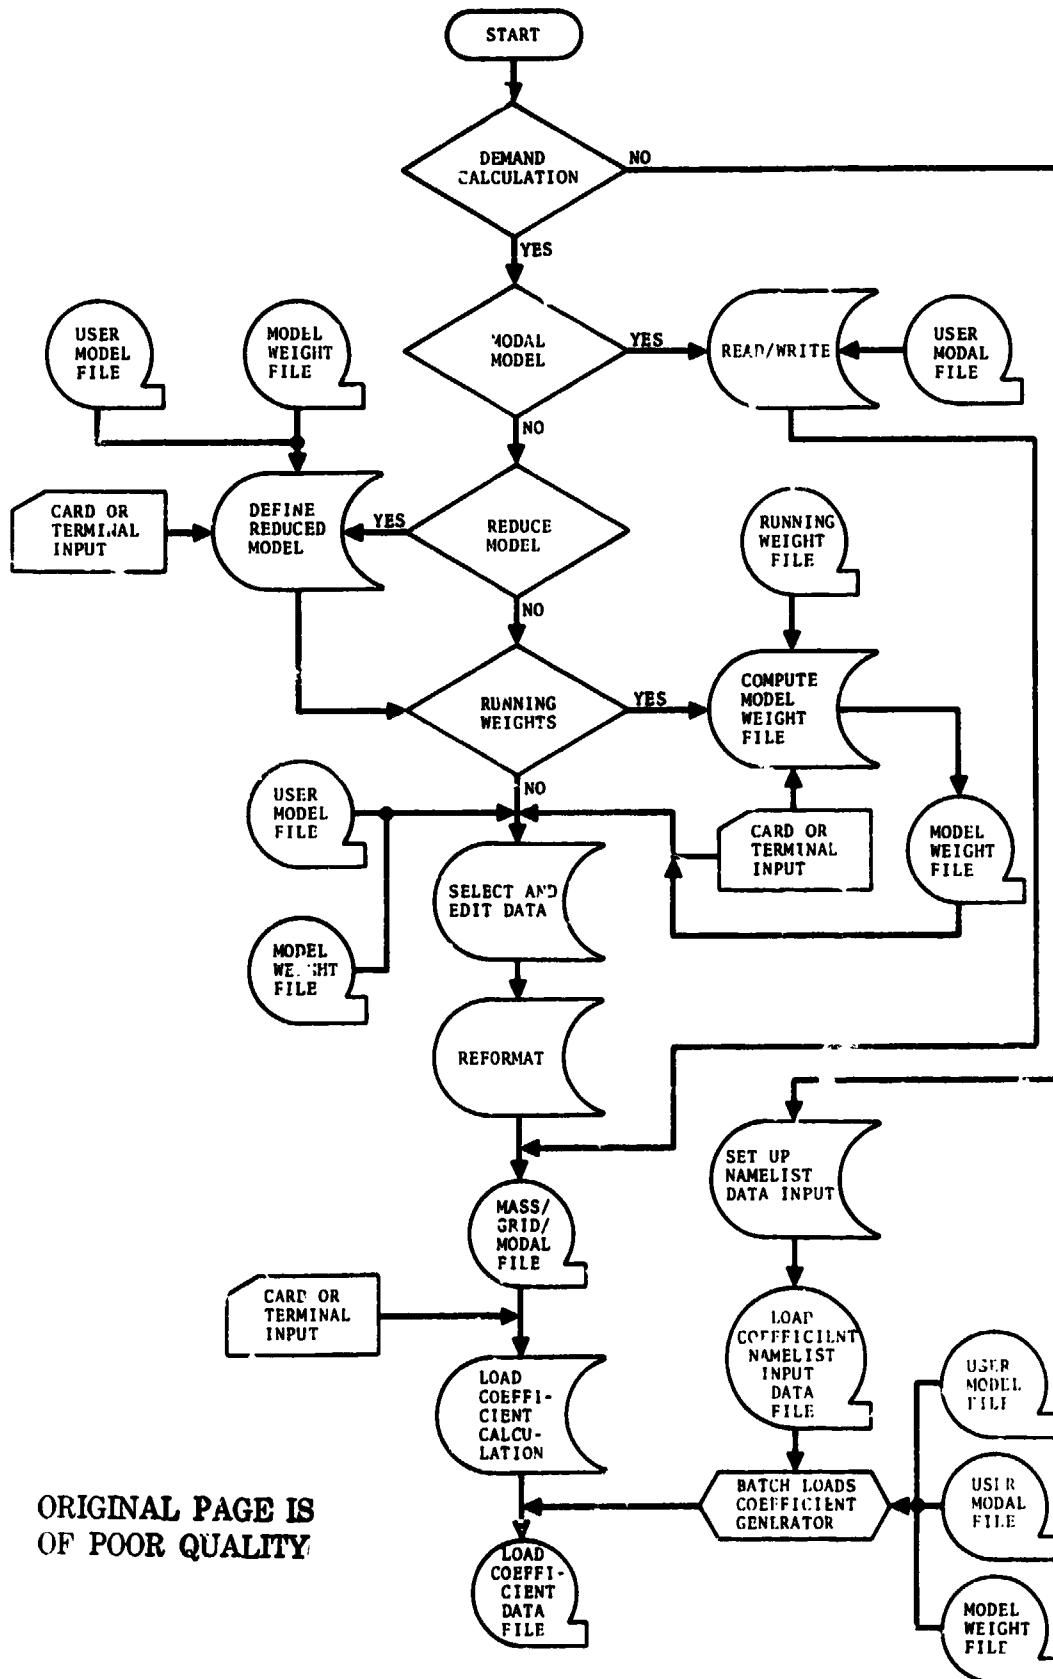 START
DEMAND
CALCULATION
NO
YES
USER
MODEL
FILE
MODEL
WEIGHT
FILE
MODAL
MODEL
YES
READ/WRITE
USER
MODAL
FILE
NO
CARD OR
TERMINAL
INPUT
DEFINE
REDUCED
MODEL
YES
REDUCE
MODEL
RUNNING
WEIGHT
FILE
NO
RUNNING
WEIGHTS
YES
COMPUTE
MODEL
WEIGHT
FILE
NO
USER
MODEL
FILE
CARD OR
TERMINAL
INPUT
MODEL
WEIGHT
FILE
SELECT AND
EDIT DATA
MODEL
WEIGHT
FILE
REFORMAT
SET UP
NAMELIST
DATA INPUT
MASS/
GRID/
MODAL
FILE
CARD OR
TERMINAL
INPUT
LOAD
COEFFICIENT
NAMELIST
INPUT
DATA
FILE
LOAD
COEFFI-
CIENT
CALCU-
LATION
USER
MODEL
FILE
BATCH LOADS
COEFFICIENT
GENERATOR
USER
MODAL
FILE
ORIGINAL PAGE IS
OF POOR QUALITY
LOAD
COEFFI-
CIENT
DATA
FILE
MODEL
WEIGHT
FILE